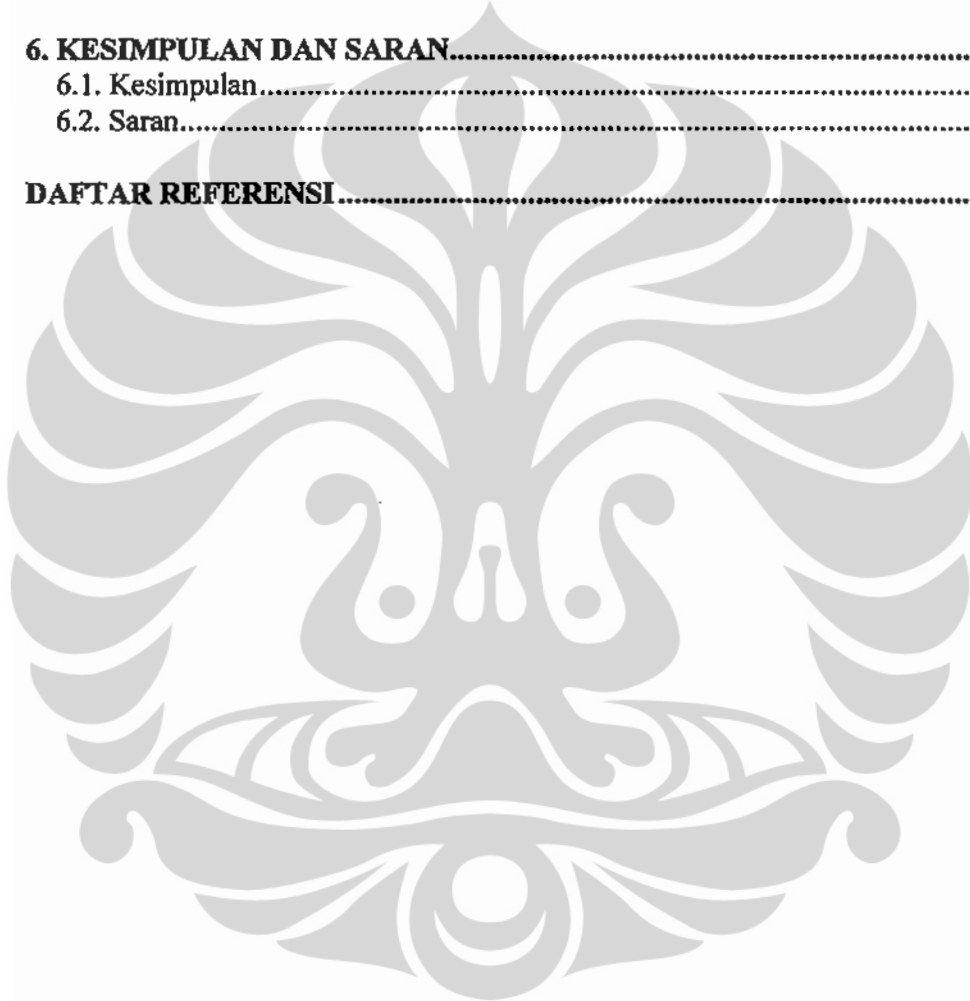 6. KESIMPULAN DAN SARAN........................................................................
6.1. Kesimpulan........................................................................
6.2. Saran........................................................................
DAFTAR REFERENSI........................................................................